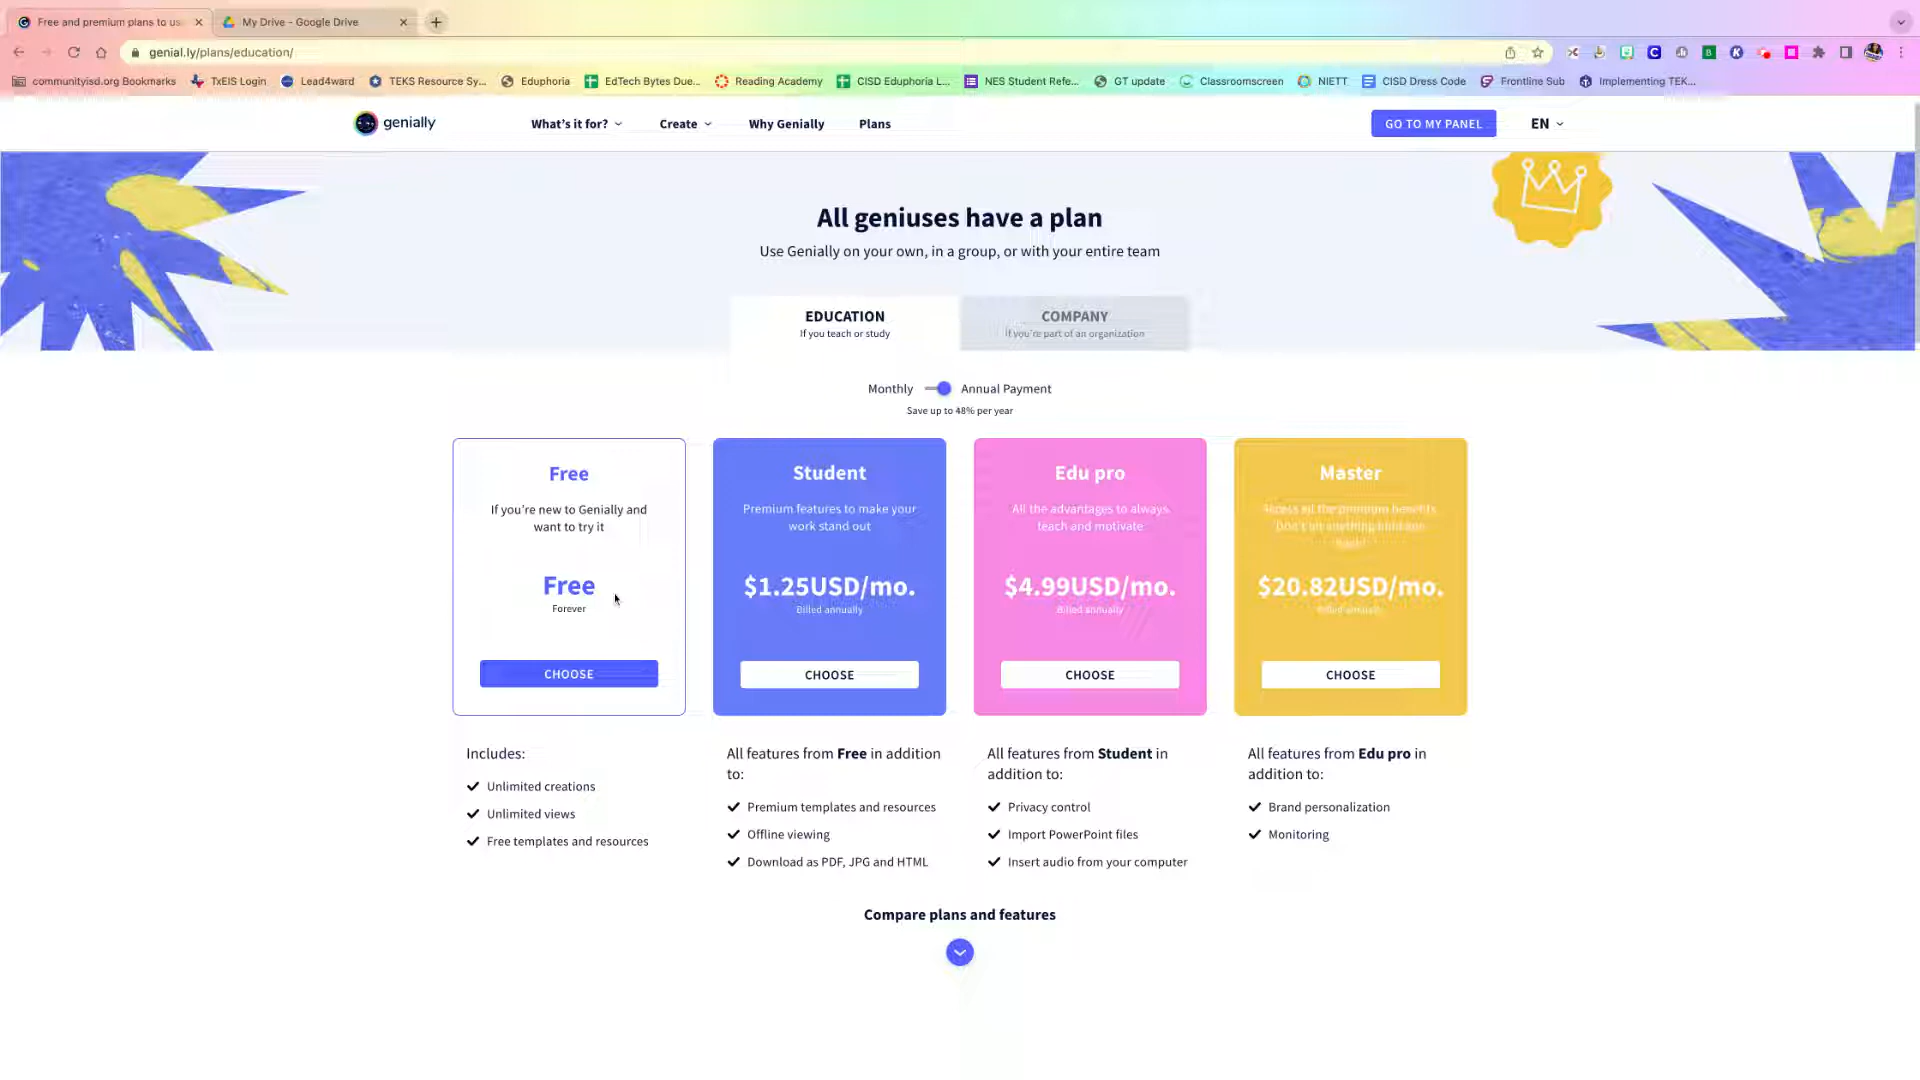 Free and premium plans to us
My Drive - Google Drive
genial.ly/plans/education/
communityisd.org Bookmarks
TxEIS Login
Lead4ward
TEKS Resource Sy...
Eduphoria
EdTech Bytes Due...
Reading Academy
CISD Eduphoria L...
NES Student Refe...
GT update
Classroomscreen
NIETT
CISD Dress Code
Frontline Sub
Implementing TEK...
genially
What's it for?
Create
Why Genially
Plans
GO TO MY PANEL
EN
All geniuses have a plan
Use Genially on your own, in a group, or with your entire team
EDUCATION
If you teach or study
COMPANY
If you're part of an organization
Monthly
Annual Payment
Save up to 48% per year
Free
If you're new to Genially and
want to try it
Free
Forever
CHOOSE
Student
Premium features to make your
work stand out
$1.25USD/mo.
Billed annually
CHOOSE
Edu pro
All the advantages to always
teach and motivate
$4.99USD/mo.
Billed annually
CHOOSE
Master
all the premium benefits
$20.82USD/mo.
Billed annually
CHOOSE
Includes:
Unlimited creations
Unlimited views
Free templates and resources
All features from Free in addition
to:
Premium templates and resources
Offline viewing
Download as PDF, JPG and HTML
All features from Student in
addition to:
Privacy control
Import PowerPoint files
Insert audio from your computer
All features from Edu pro in
addition to:
Brand personalization
Monitoring
Compare plans and features